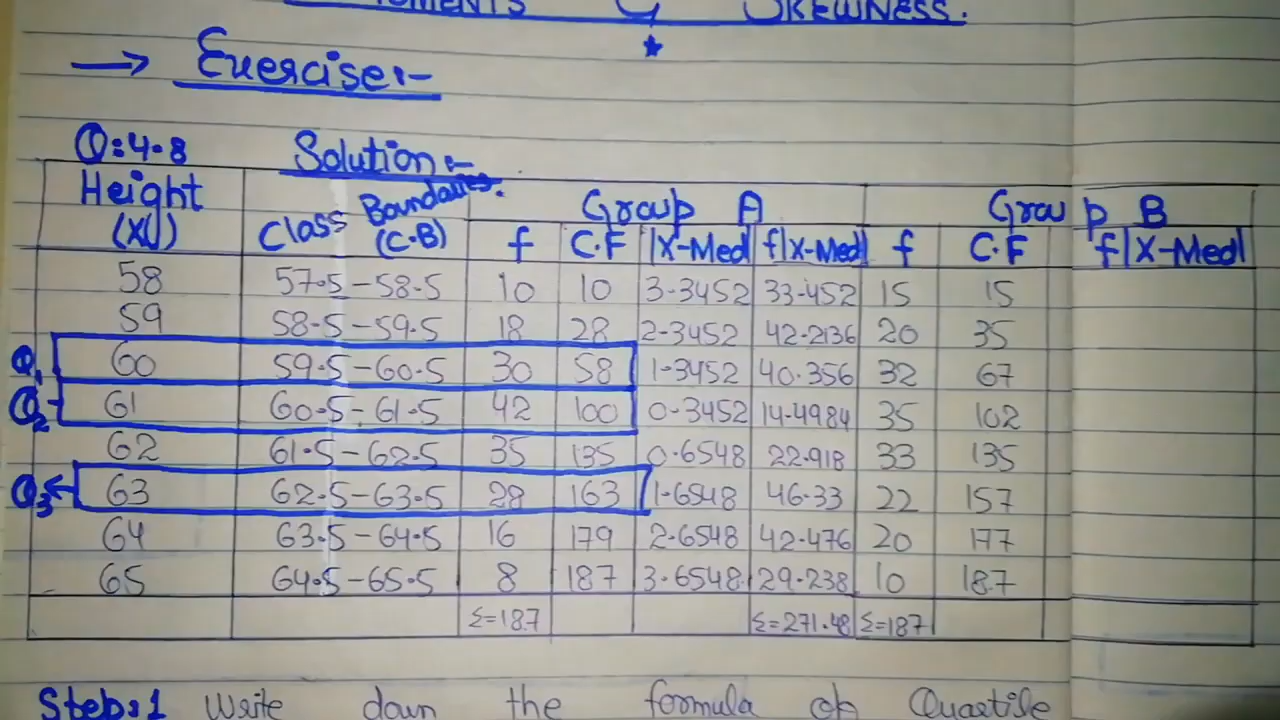 SKEWNESS.
→ Exercise:-
Q:4.8 Solution:-
Height (X) Class Boundaries. (C.B) Group A Group B
f C.F |X-Med| f|X-Med| f C.F f|X-Med|
58 57.5-58.5 10 10 3.3452 33.452 15 15
59 58.5-59.5 18 28 2.3452 42.2136 20 35
Q1 60 59.5-60.5 30 58 1.3452 40.356 32 67
Q2 61 60.5-61.5 42 100 0.3452 14.4984 35 102
62 61.5-62.5 35 135 0.6548 22.918 33 135
Q3 63 62.5-63.5 28 163 1.6548 46.33 22 157
64 63.5-64.5 16 179 2.6548 42.476 20 177
65 64.5-65.5 8 187 3.6548 29.238 10 187
Σ=187 Σ=271.48 Σ=187
Step:1 Write down the formula of Quartile